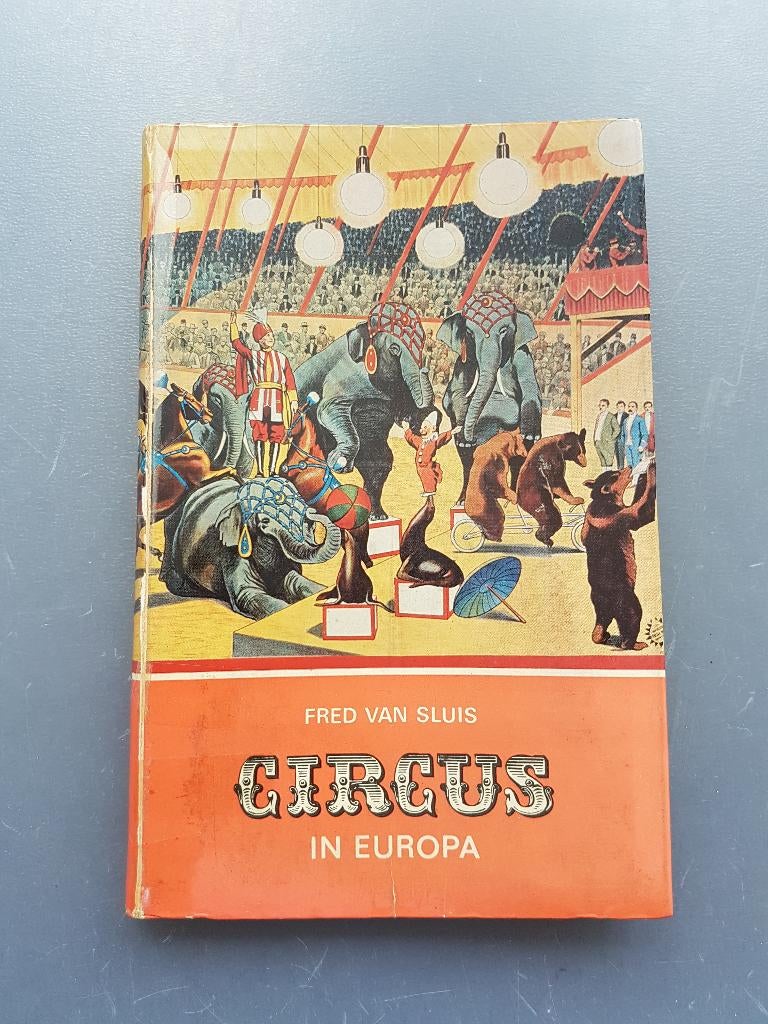 FRED VAN SLUIS
CIRCUS
IN EUROPA